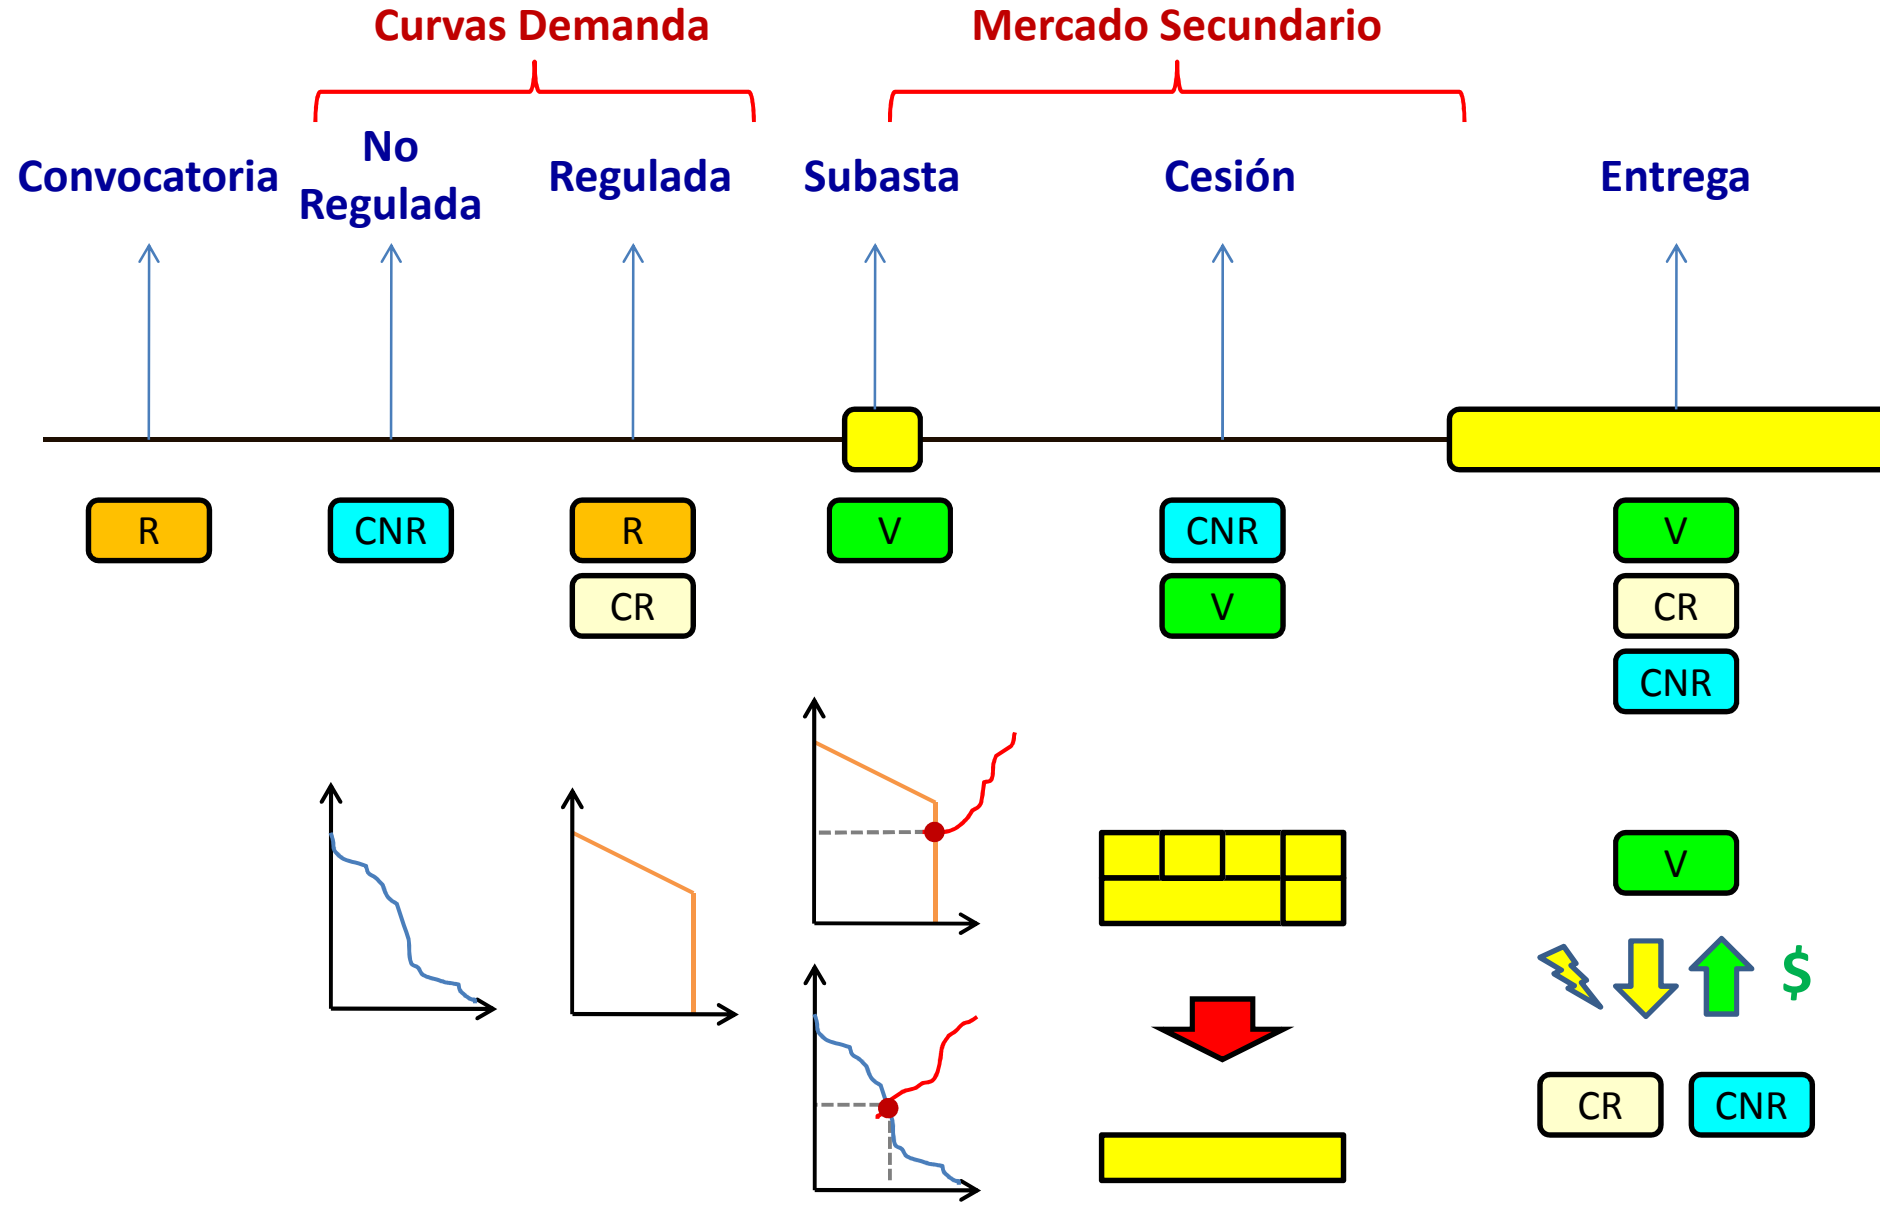 Curvas Demanda
Mercado Secundario
Convocatoria
No
Regulada
Regulada
Subasta
Cesión
Entrega
R
CNR
R
V
CNR
V
CR
V
CR
CNR
V
$
CR
CNR